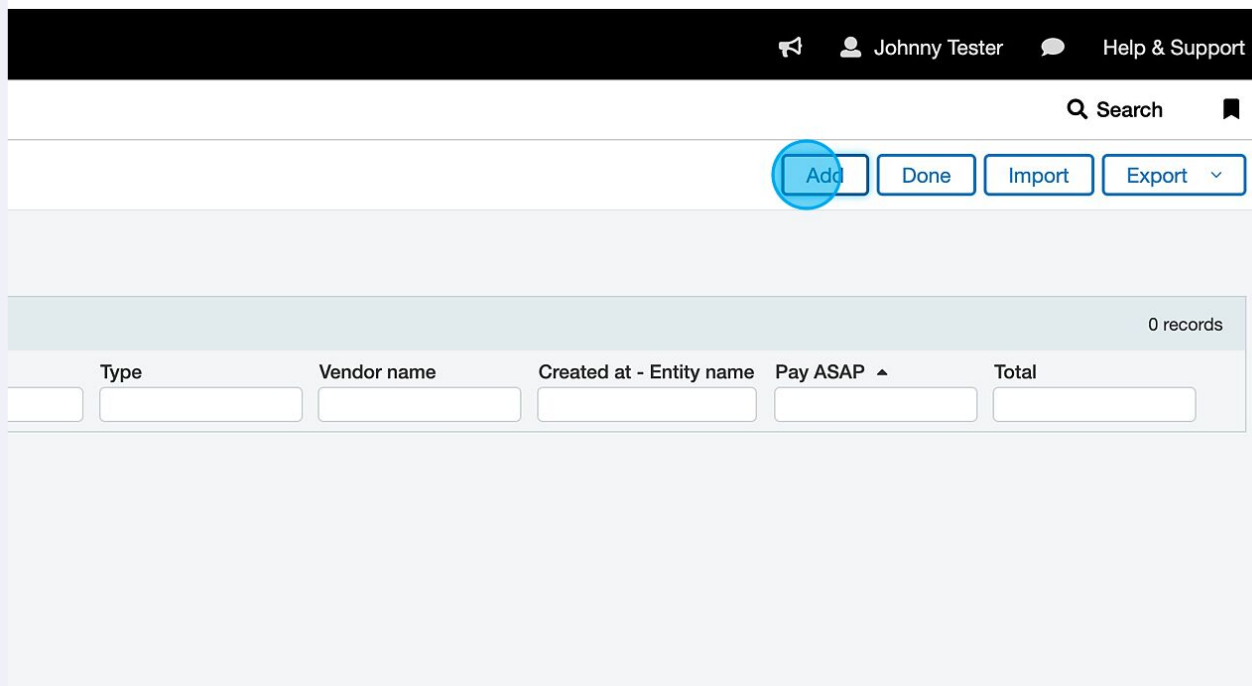 Johnny Tester Help & Support
Search
Add Done Import Export
0 records
Type Vendor name Created at - Entity name Pay ASAP Total